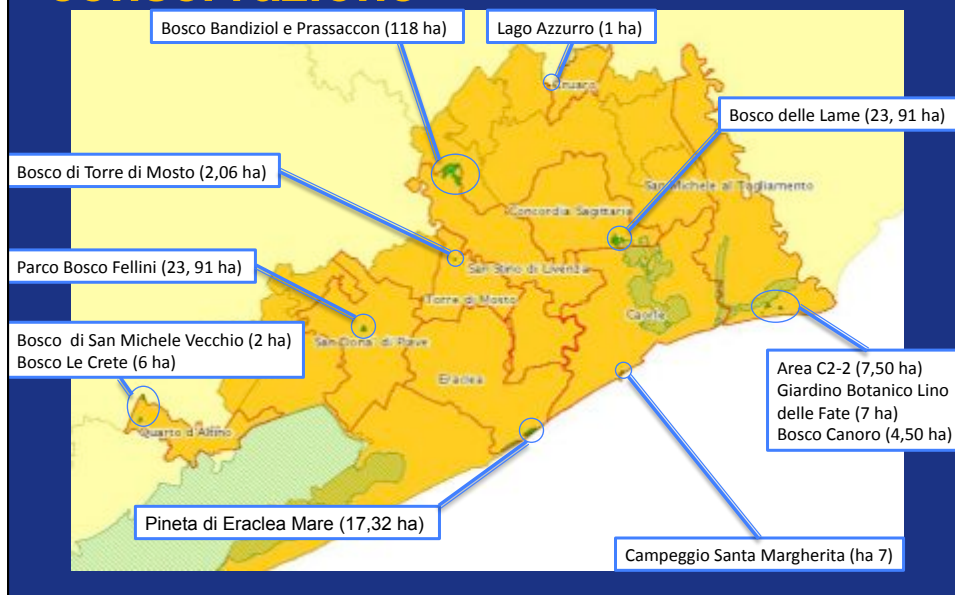 conservazione
Bosco Bandiziol e Prassaccon (118 ha)
Lago Azzurro (1 ha)
Gruaro
Bosco delle Lame (23, 91 ha)
Bosco di Torre di Mosto (2,06 ha)
San Michele al Tagliamento
Concordia Sagittaria
Parco Bosco Fellini (23, 91 ha)
San Stino di Livenza
Torre di Mosto
Caorle
Bosco  di San Michele Vecchio (2 ha)
Bosco Le Crete (6 ha)
San Dona' di Piave
Eraclea
Area C2-2 (7,50 ha)
Giardino Botanico Lino
delle Fate (7 ha)
Bosco Canoro (4,50 ha)
Quarto d'Altino
Pineta di Eraclea Mare (17,32 ha)
Campeggio Santa Margherita (ha 7)